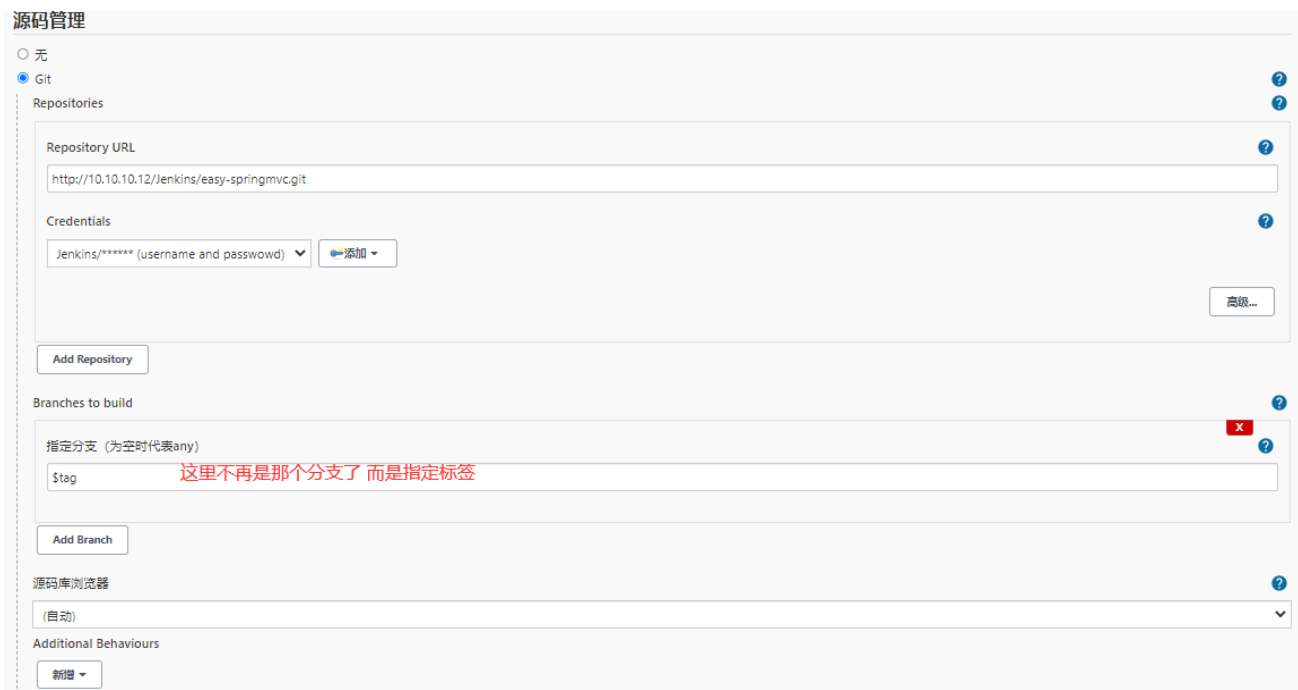 源码管理
无
Git
Repositories
Repository URL
http://10.10.10.12/Jenkins/easy-springmvc.git
Credentials
Jenkins/****** (username and passwowd)
添加
高级...
Add Repository
Branches to build
X
指定分支（为空时代表any）
$tag
这里不再是那个分支了 而是指定标签
Add Branch
源码库浏览器
(自动)
Additional Behaviours
新增